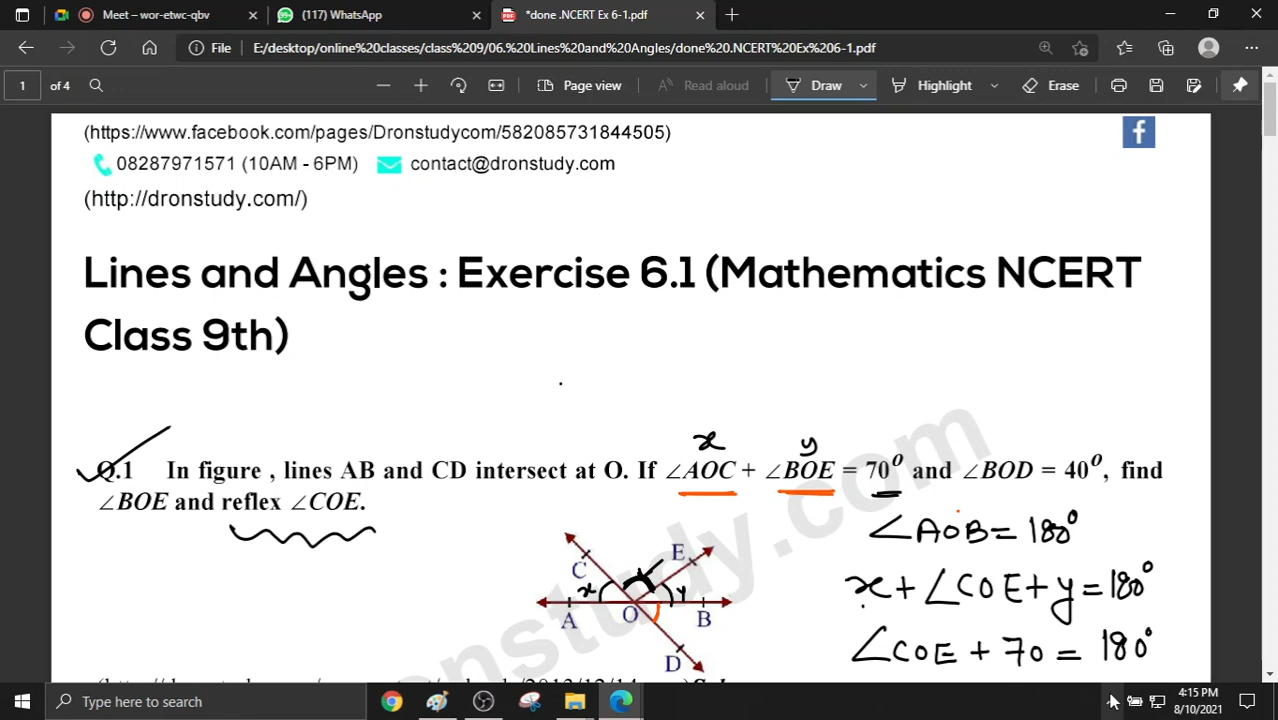 Meet – wor-etwc-qbv
(117) WhatsApp
*done .NCERT Ex 6-1.pdf
File
E:/desktop/online%20classes/class%209/06.%20Lines%20and%20Angles/done%20.NCERT%20Ex%206-1.pdf
1 of 4
Page view
Read aloud
Draw
Highlight
Erase
(https://www.facebook.com/pages/Dronstudycom/582085731844505)
08287971571 (10AM - 6PM) contact@dronstudy.com
(http://dronstudy.com/)
Lines and Angles : Exercise 6.1 (Mathematics NCERT
Class 9th)
x y
Q.1 In figure , lines AB and CD intersect at O. If ∠AOC + ∠BOE = 70° and ∠BOD = 40°, find
∠BOE and reflex ∠COE.
∠AOB = 180°
x + ∠COE + y = 180°
∠COE + 70 = 180°
C E
x y
A O B
D
dronstudy.com
Type here to search
4:15 PM
8/10/2021